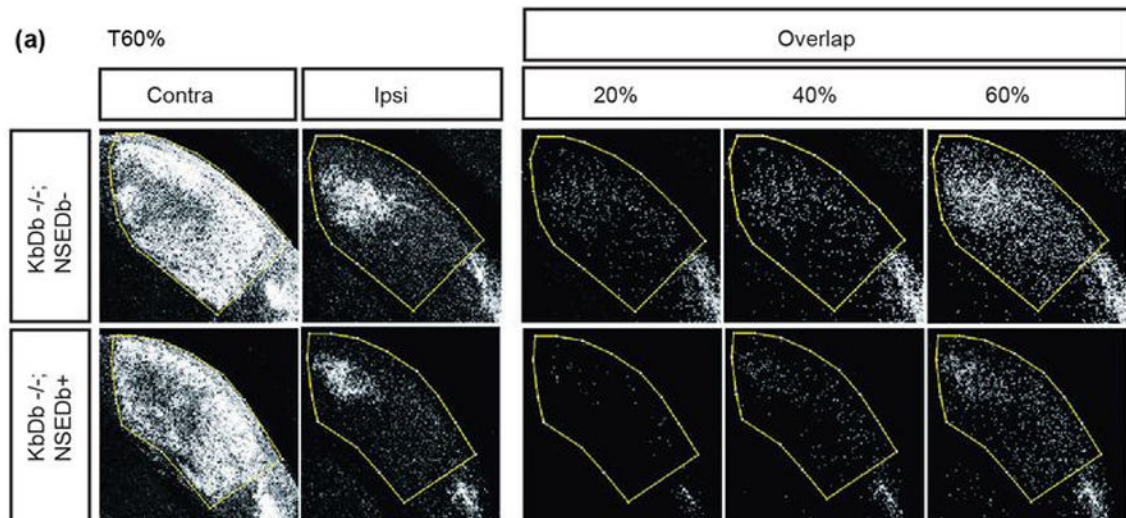 (a)
T60%
Overlap
Contra
Ipsi
20%
40%
60%
KbDb -/-;
NSEDb-
KbDb -/-;
NSEDb+